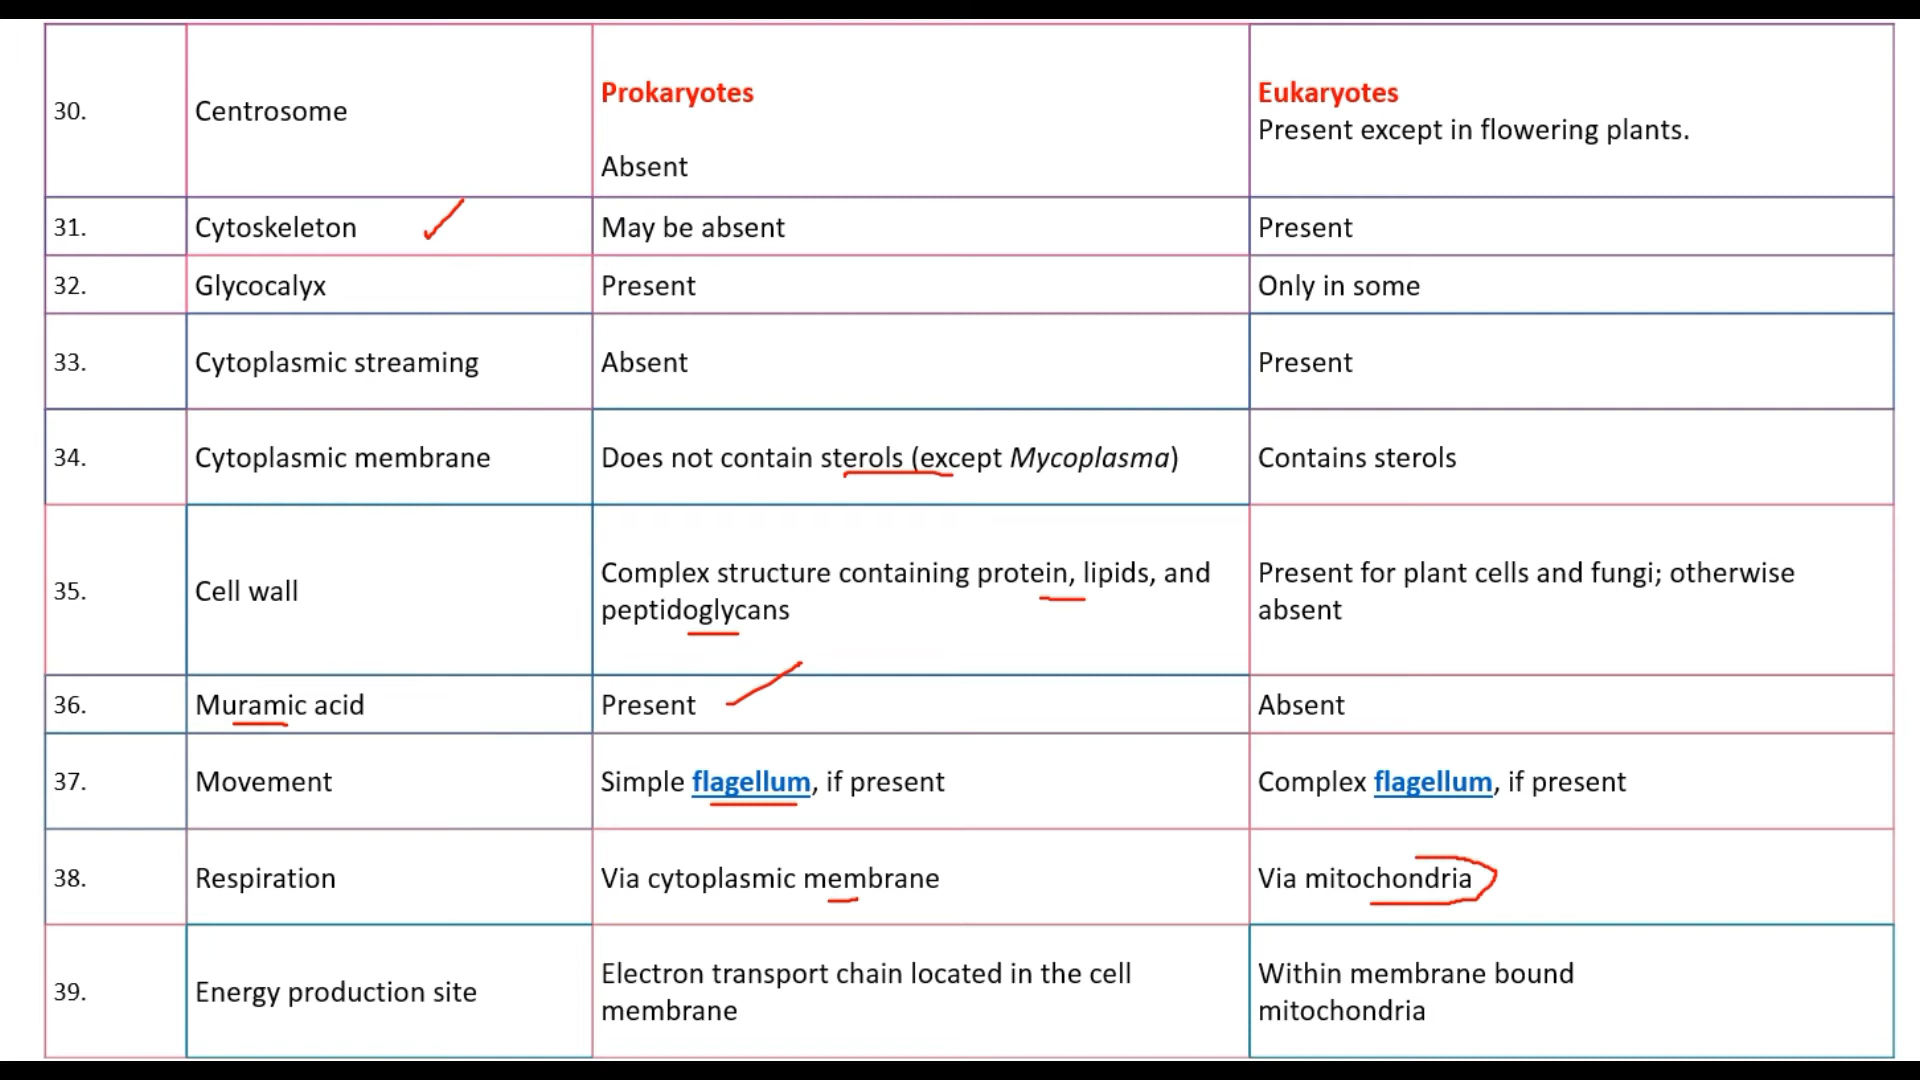 Prokaryotes
Eukaryotes
30.
Centrosome
Absent
Present except in flowering plants.
31.
Cytoskeleton
May be absent
Present
32.
Glycocalyx
Present
Only in some
33.
Cytoplasmic streaming
Absent
Present
34.
Cytoplasmic membrane
Does not contain sterols (except Mycoplasma)
Contains sterols
35.
Cell wall
Complex structure containing protein, lipids, and
peptidoglycans
Present for plant cells and fungi; otherwise
absent
36.
Muramic acid
Present
Absent
37.
Movement
Simple flagellum, if present
Complex flagellum, if present
38.
Respiration
Via cytoplasmic membrane
Via mitochondria
39.
Energy production site
Electron transport chain located in the cell
membrane
Within membrane bound
mitochondria